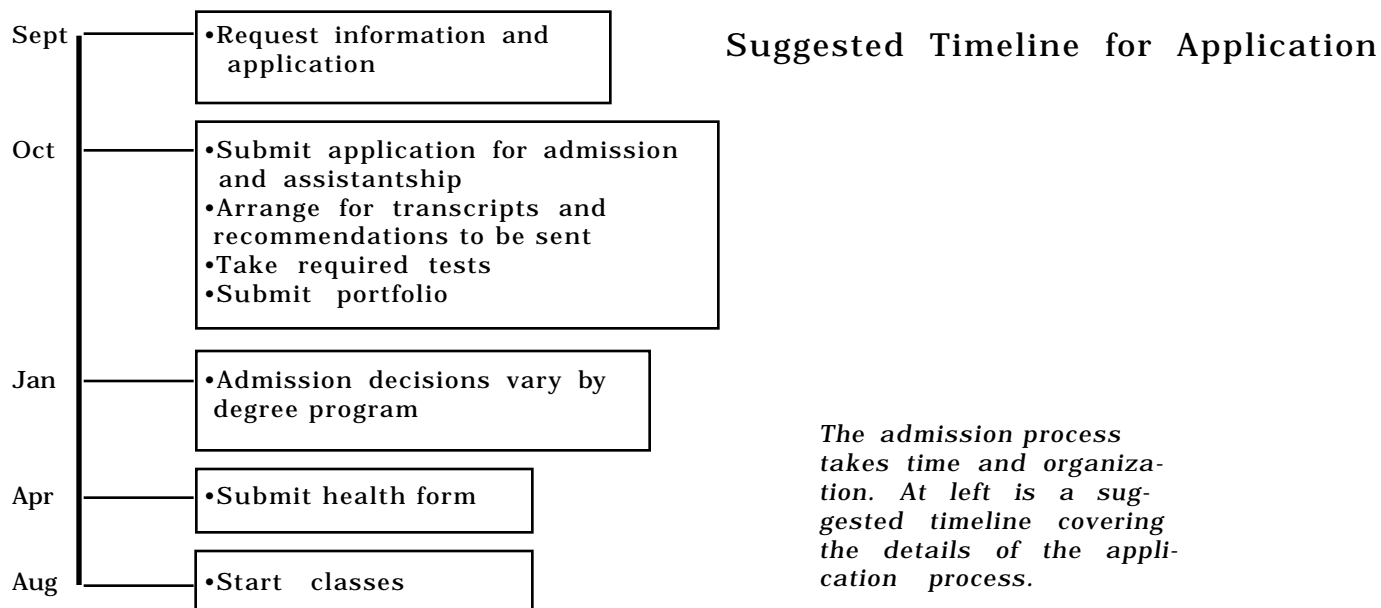 Suggested Timeline for Application
Sept
•Request information and
application
Oct
•Submit application for admission
and assistantship
•Arrange for transcripts and
recommendations to be sent
•Take required tests
•Submit portfolio
Jan
•Admission decisions vary by
degree program
Apr
•Submit health form
Aug
•Start classes
The admission process
takes time and organiza-
tion. At left is a sug-
gested timeline covering
the details of the appli-
cation process.